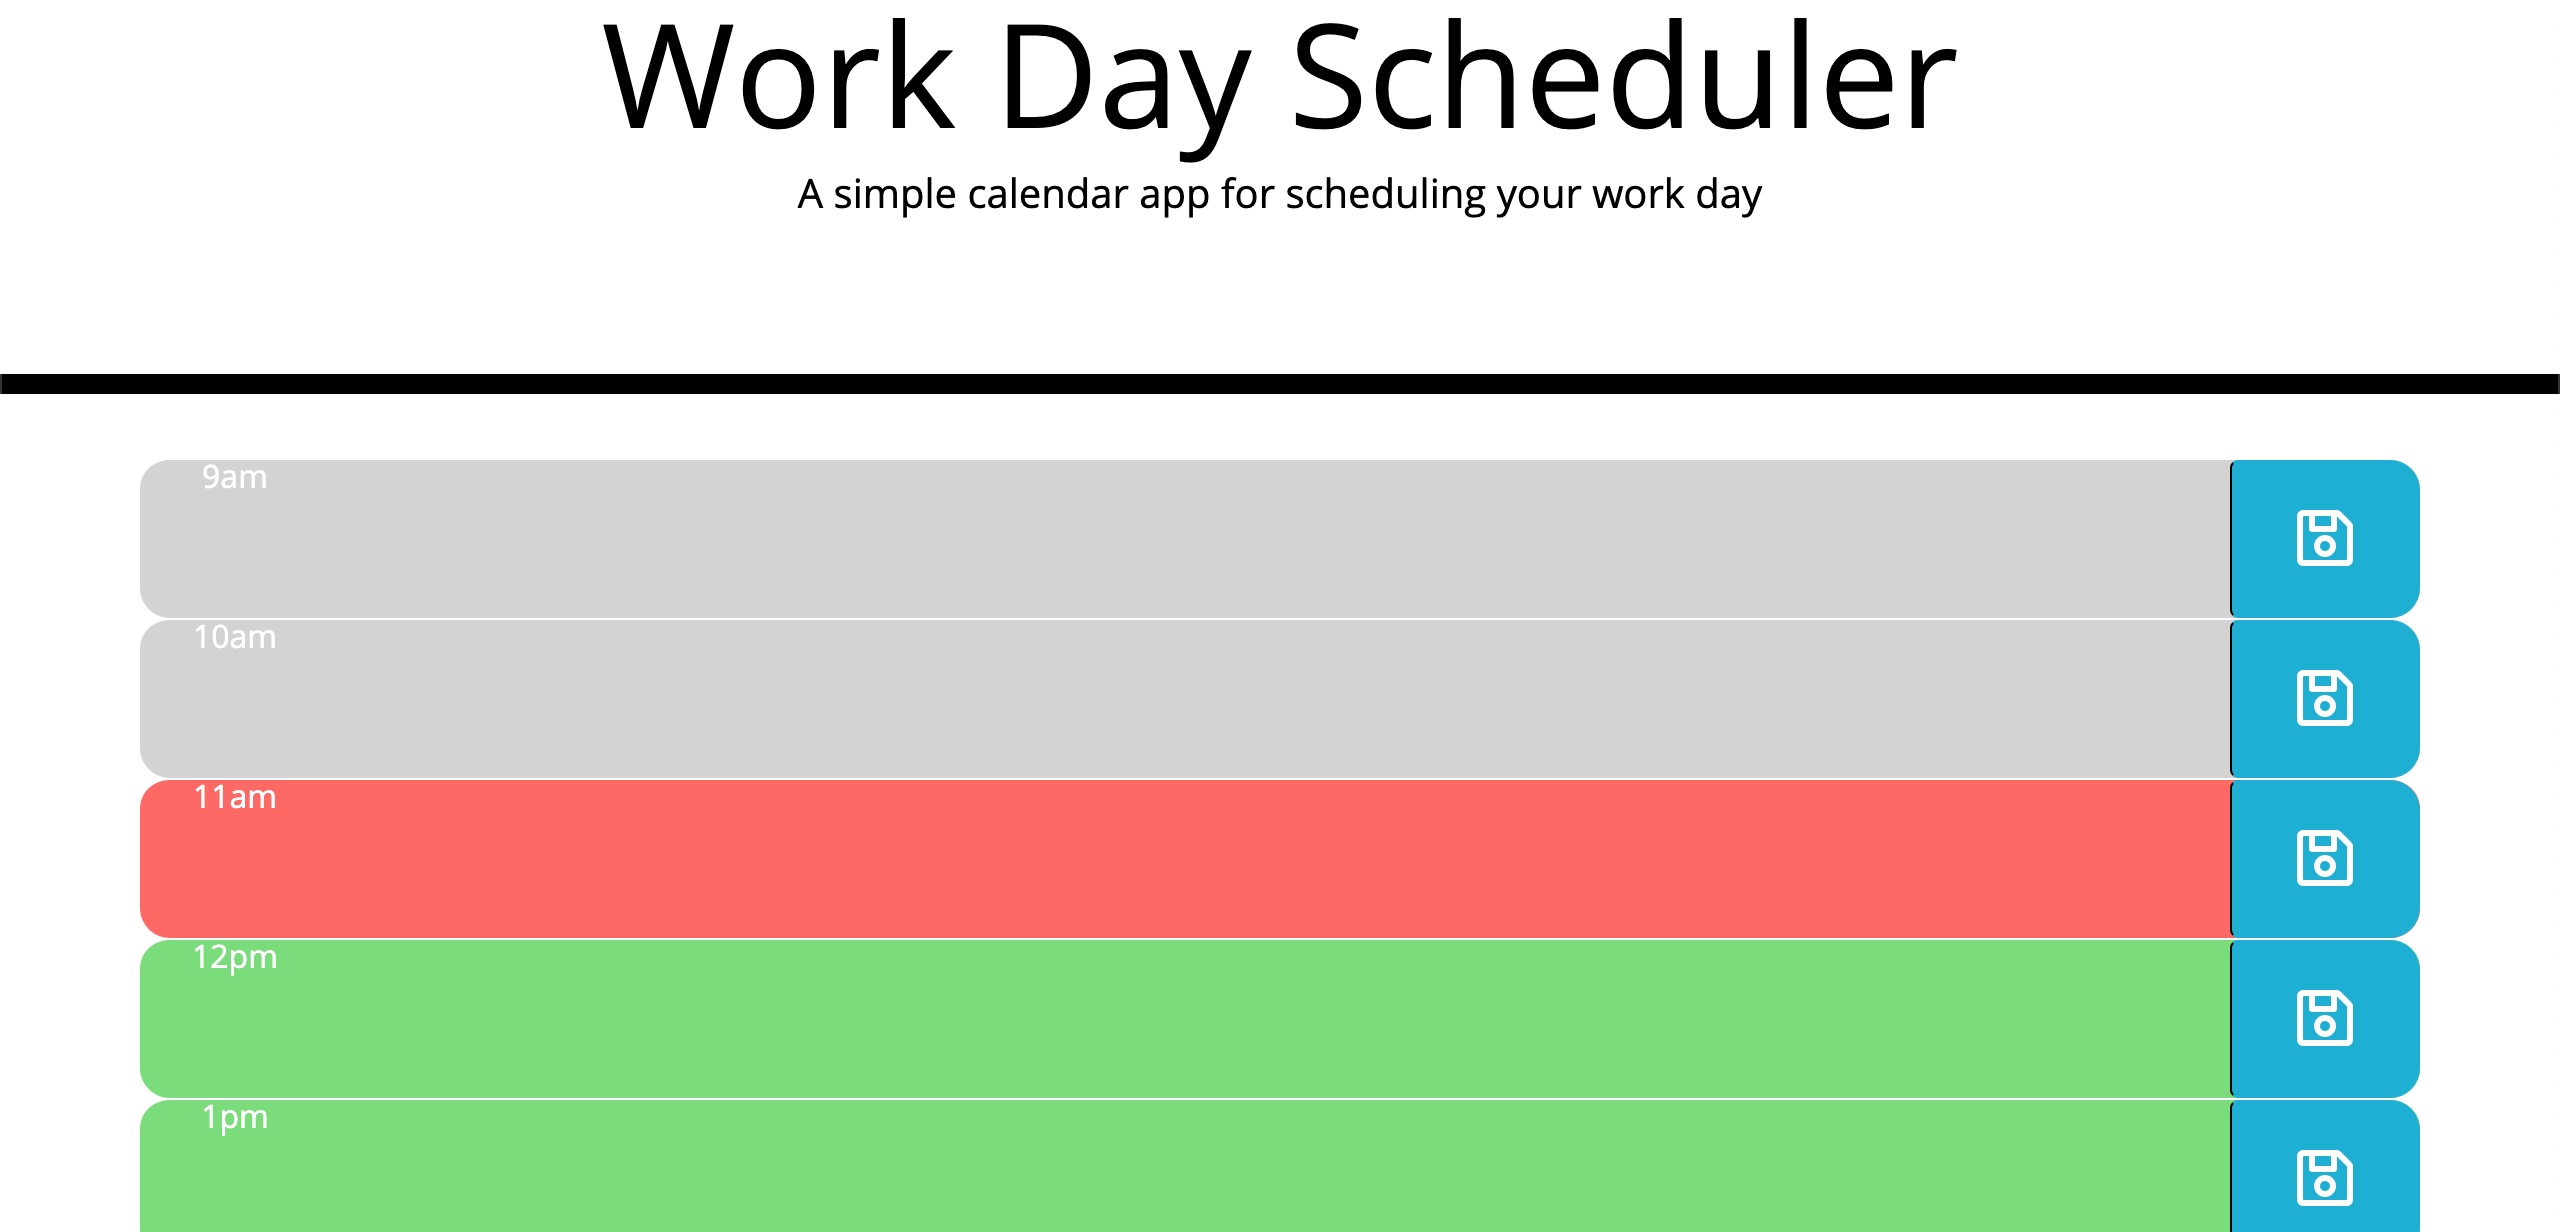 Work Day Scheduler
A simple calendar app for scheduling your work day
9am
10am
11am
12pm
1pm